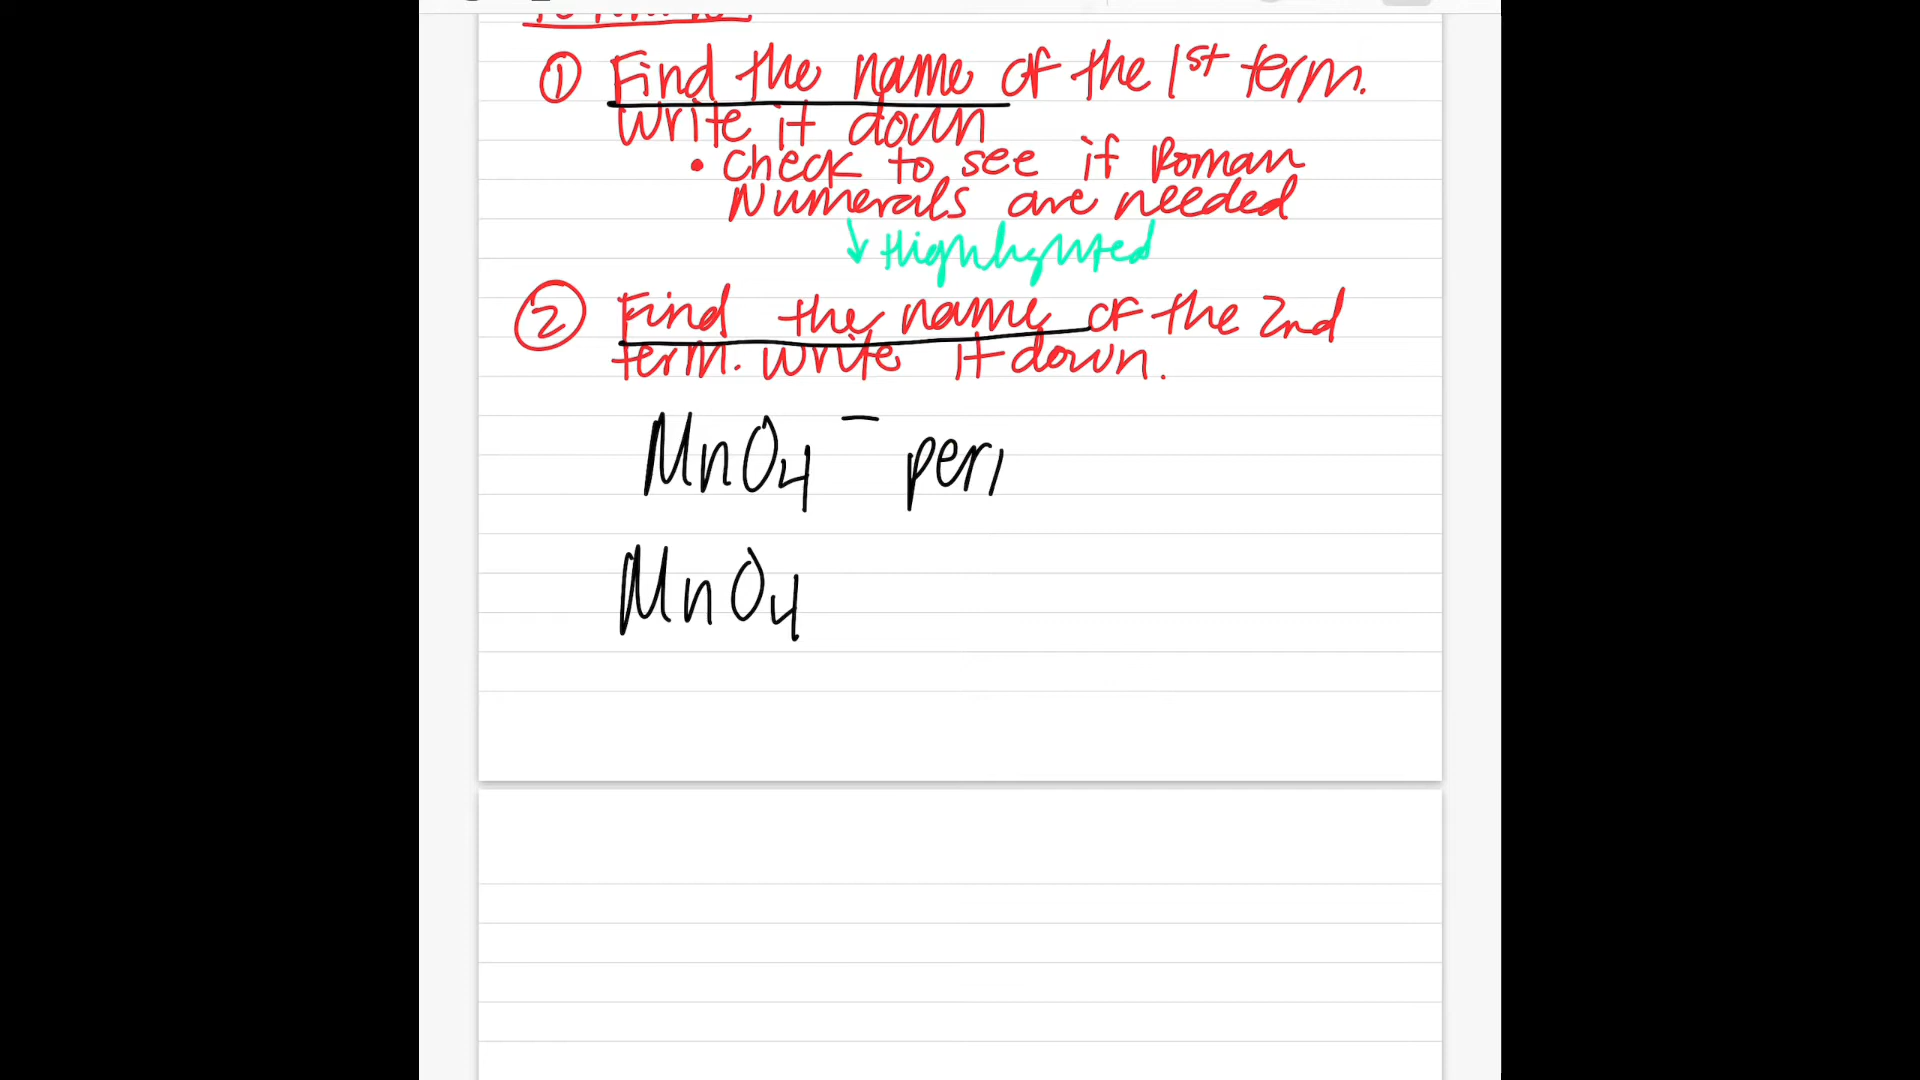 ① Find the name of the 1st term.
Write it down
• Check to see if Roman
Numerals are needed
↓ Highlighted
② Find the name of the 2nd
term. Write it down.
MnO4 ⁻ per
MnO4